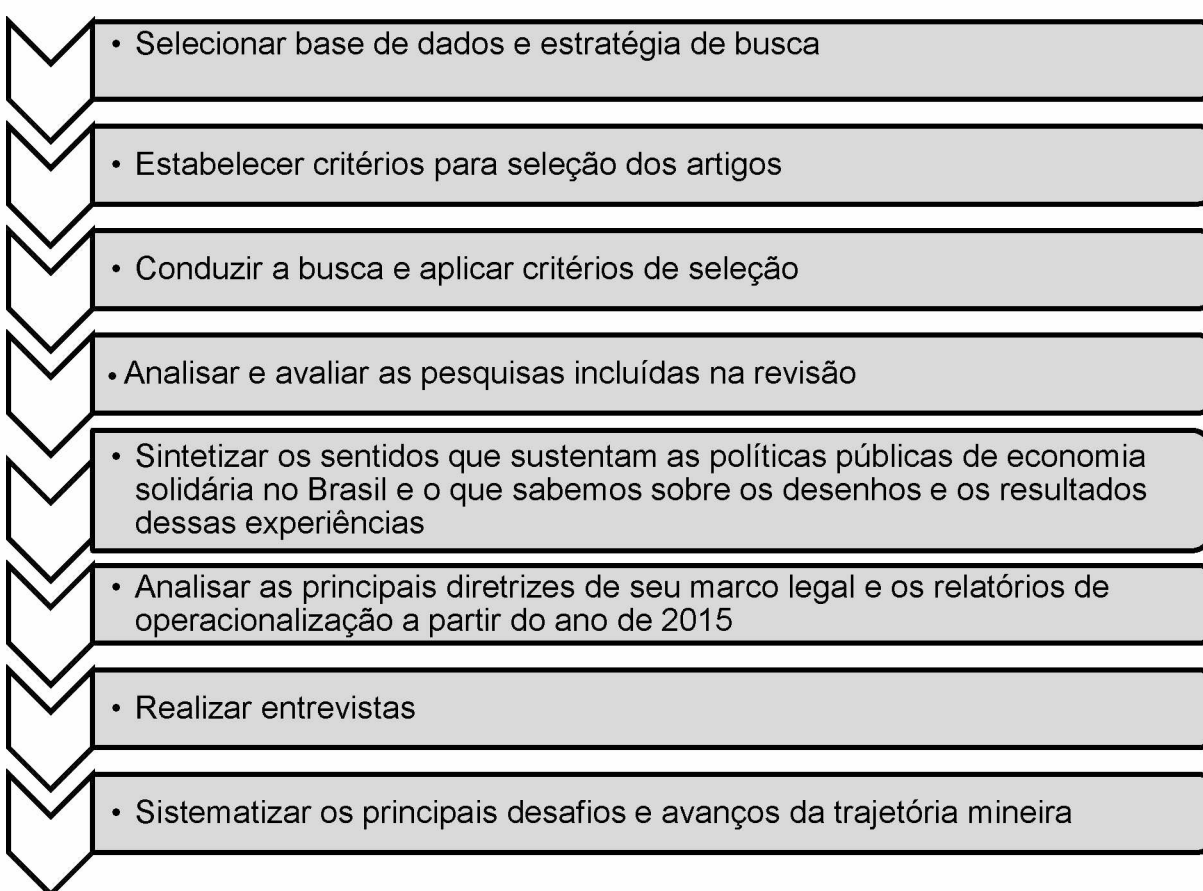 • Selecionar base de dados e estratégia de busca
• Estabelecer critérios para seleção dos artigos
• Conduzir a busca e aplicar critérios de seleção
• Analisar e avaliar as pesquisas incluídas na revisão
• Sintetizar os sentidos que sustentam as políticas públicas de economia
solidária no Brasil e o que sabemos sobre os desenhos e os resultados
dessas experiências
• Analisar as principais diretrizes de seu marco legal e os relatórios de
operacionalização a partir do ano de 2015
• Realizar entrevistas
• Sistematizar os principais desafios e avanços da trajetória mineira